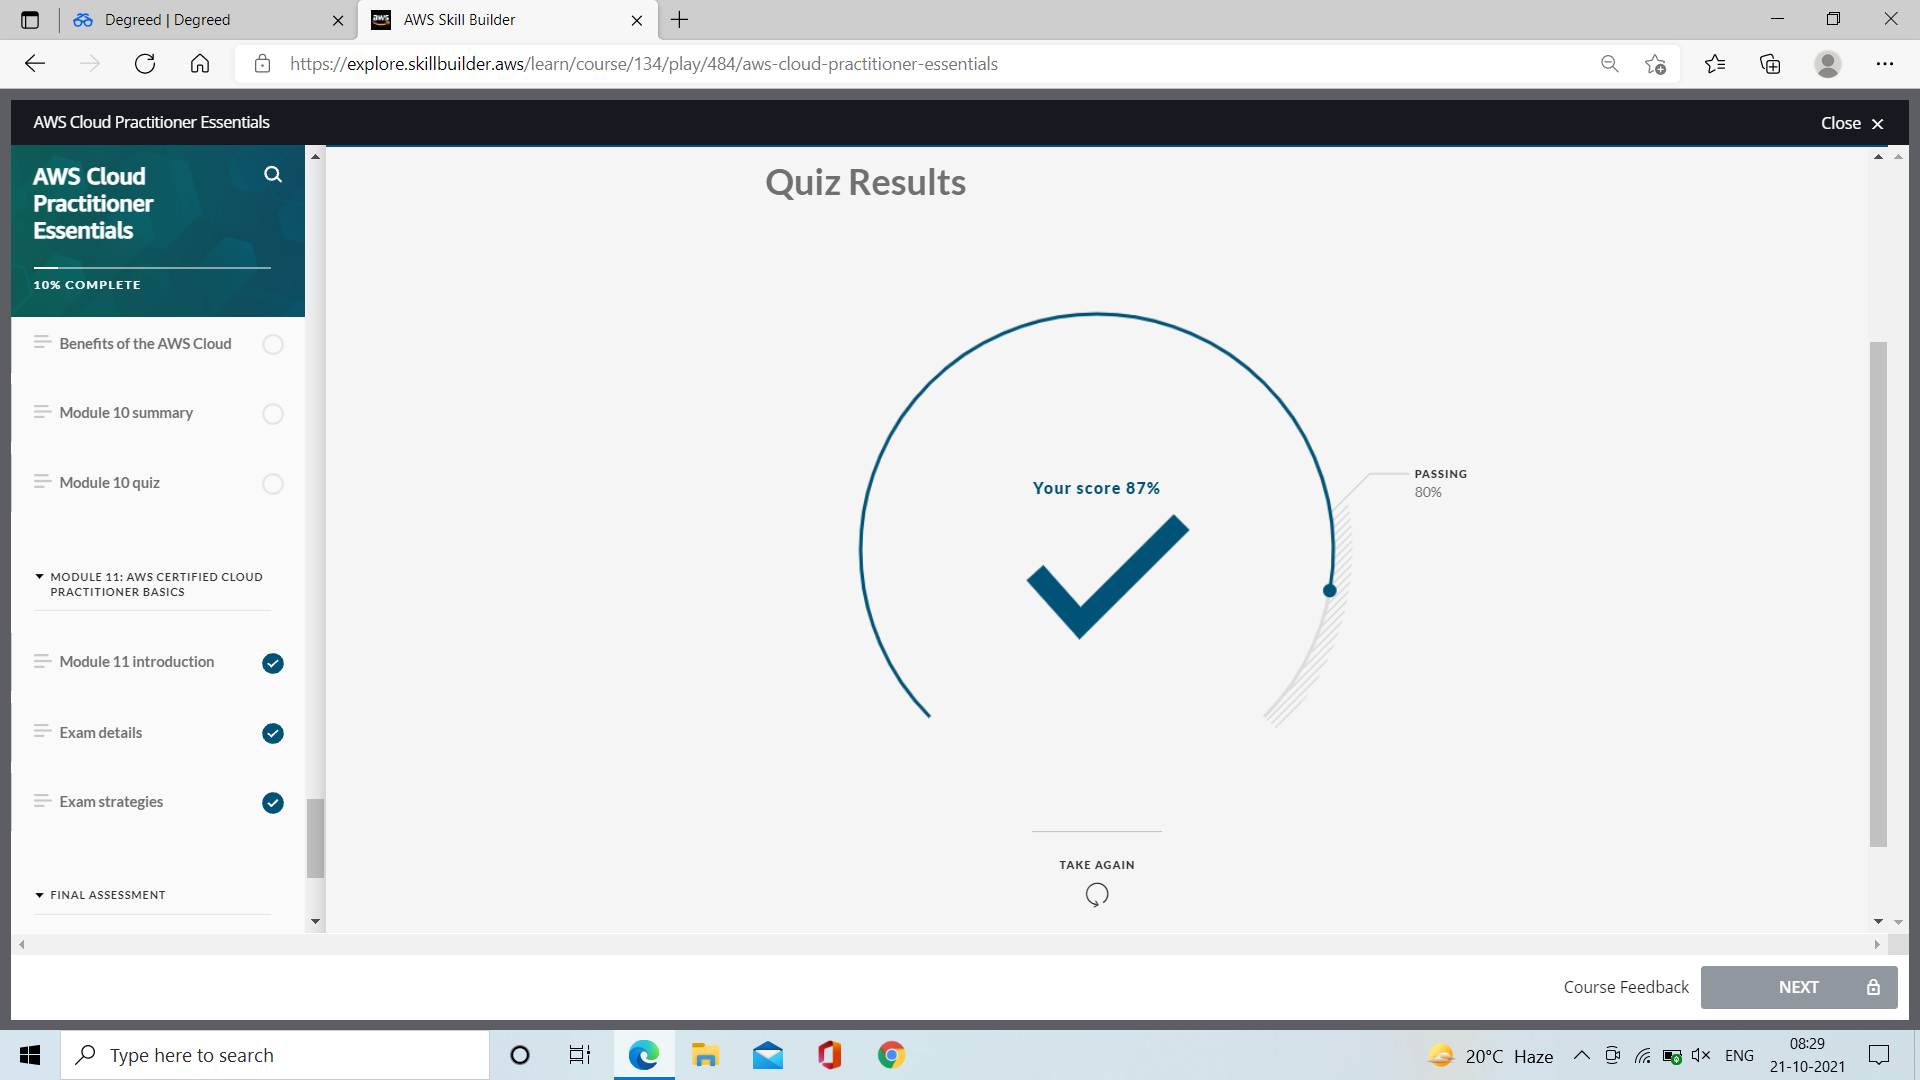 Degreed | Degreed
aws
AWS Skill Builder
https://explore.skillbuilder.aws/learn/course/134/play/484/aws-cloud-practitioner-essentials
AWS Cloud Practitioner Essentials
Close
AWS Cloud
Practitioner
Essentials
10% COMPLETE
Benefits of the AWS Cloud
Module 10 summary
Module 10 quiz
MODULE 11: AWS CERTIFIED CLOUD
PRACTITIONER BASICS
Module 11 introduction
Exam details
Exam strategies
FINAL ASSESSMENT
Quiz Results
Your score 87%
PASSING
80%
TAKE AGAIN
Course Feedback
NEXT
Type here to search
20°C Haze
ENG
08:29
21-10-2021